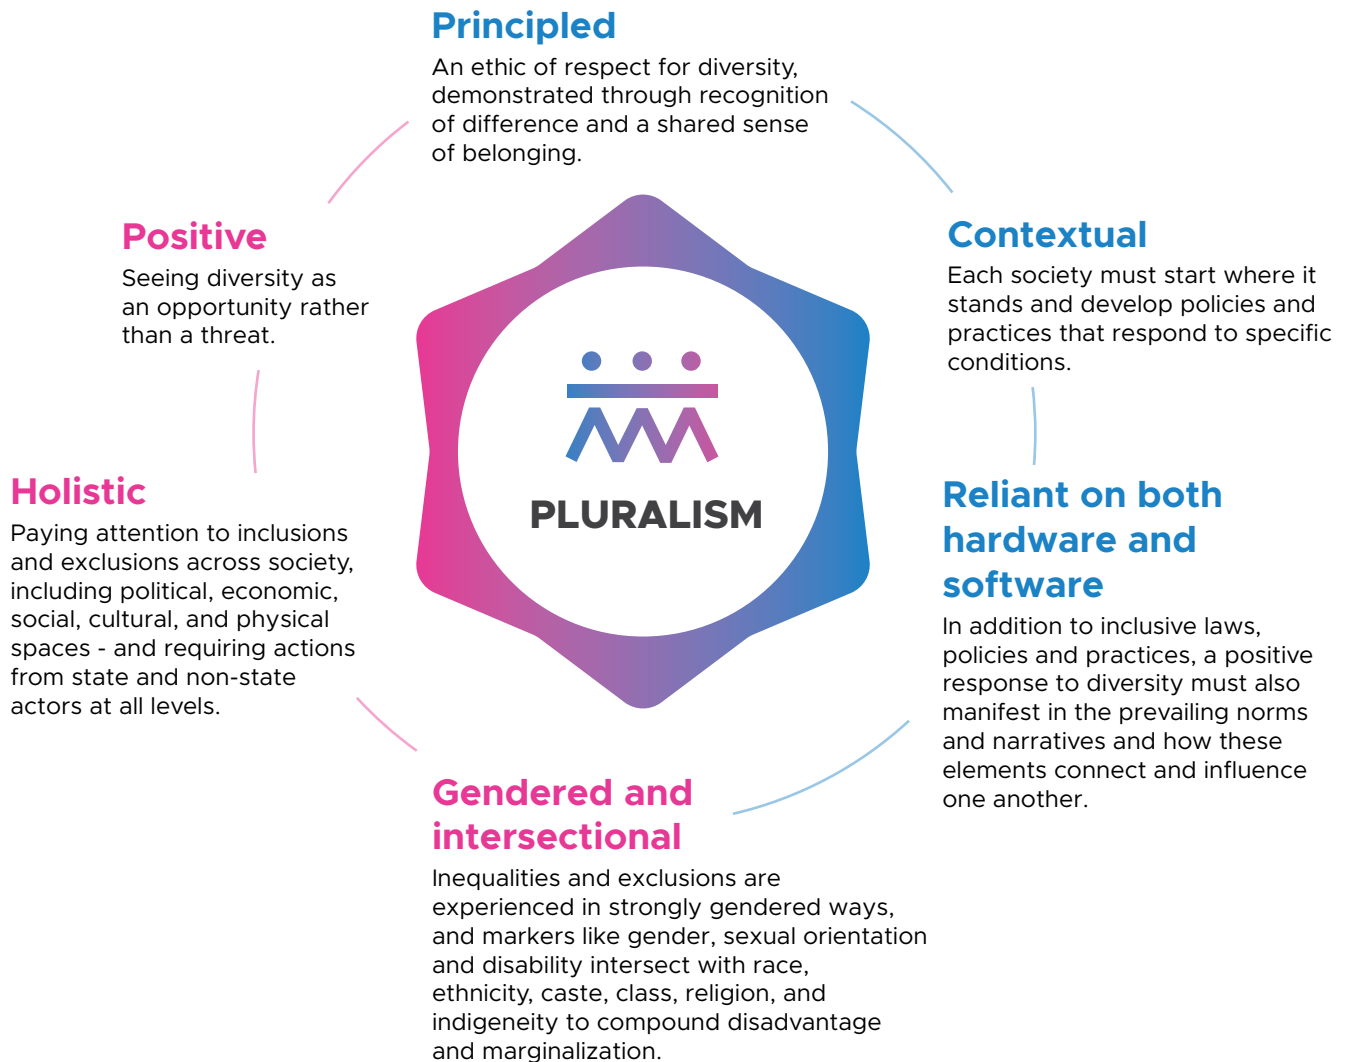 Principled
An ethic of respect for diversity,
demonstrated through recognition
of difference and a shared sense
of belonging.
Contextual
Each society must start where it
stands and develop policies and
practices that respond to specific
conditions.
Reliant on both
hardware and
software
In addition to inclusive laws,
policies and practices, a positive
response to diversity must also
manifest in the prevailing norms
and narratives and how these
elements connect and influence
one another.
Gendered and
intersectional
Inequalities and exclusions are
experienced in strongly gendered ways,
and markers like gender, sexual orientation
and disability intersect with race,
ethnicity, caste, class, religion, and
indigeneity to compound disadvantage
and marginalization.
Holistic
Paying attention to inclusions
and exclusions across society,
including political, economic,
social, cultural, and physical
spaces - and requiring actions
from state and non-state
actors at all levels.
Positive
Seeing diversity as
an opportunity rather
than a threat.
PLURALISM